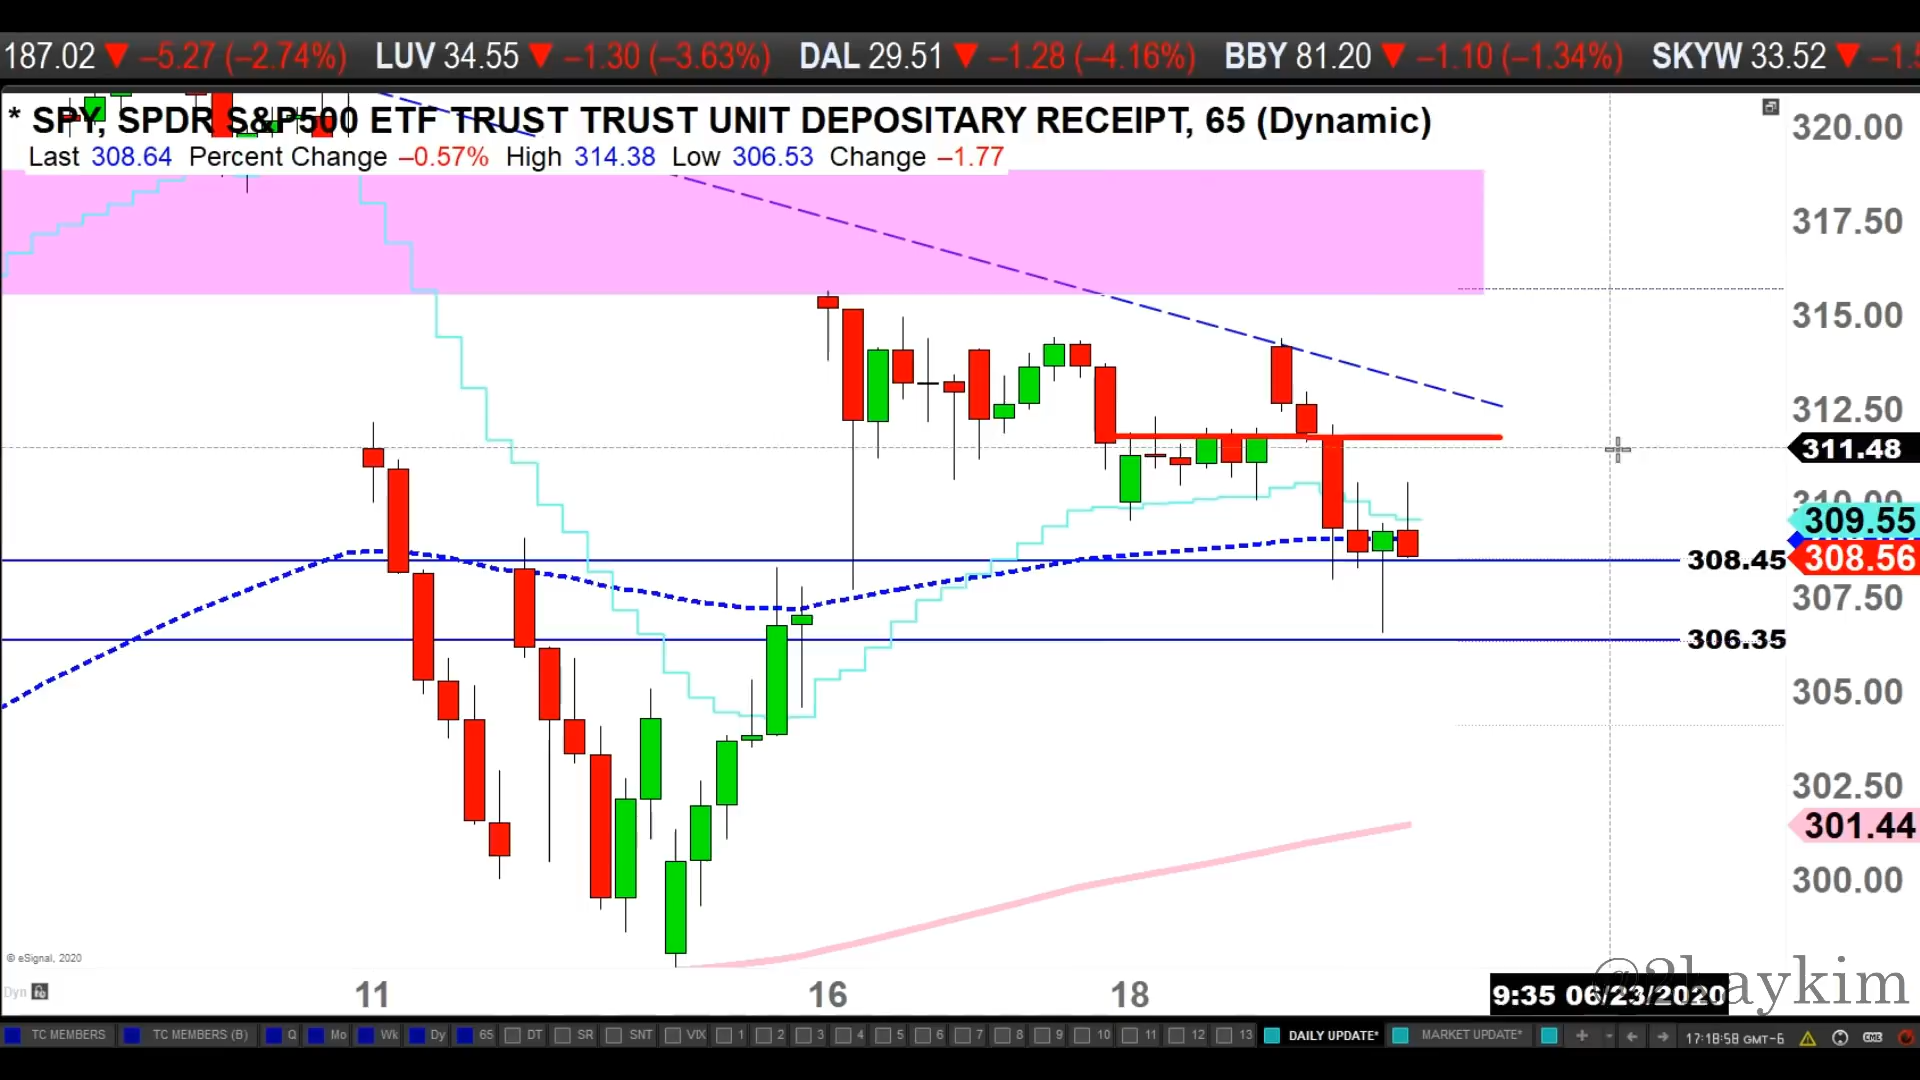 187.02 ▼ –5.27 (–2.74%) LUV 34.55 ▼ –1.30 (–3.63%) DAL 29.51 ▼ –1.28 (–4.16%) BBY 81.20 ▼ –1.10 (–1.34%) SKYW 33.52 ▼
* SPY, SPDR S&P500 ETF TRUST TRUST UNIT DEPOSITARY RECEIPT, 65 (Dynamic)
Last 308.64 Percent Change –0.57% High 314.38 Low 306.53 Change –1.77
320.00
317.50
315.00
312.50
311.48
310.00
309.55
308.45 308.56
307.50
306.35
305.00
302.50
301.44
300.00
© eSignal, 2020
Dyn
11 16 18 9:35 06/23/2020
@2kaykim
TC MEMBERS TC MEMBERS (B) Q Mo Wk Dy 65 DT SR SNT VIX 1 2 3 4 5 6 7 8 9 10 11 12 13 DAILY UPDATE* MARKET UPDATE* 17:18:58 GMT-6